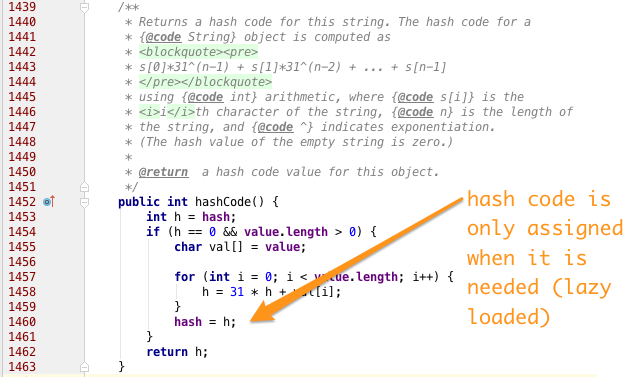 1439 /**
1440 * Returns a hash code for this string. The hash code for a
1441 * {@code String} object is computed as
1442 * <blockquote><pre>
1443 * s[0]*31^(n-1) + s[1]*31^(n-2) + ... + s[n-1]
1444 * </pre></blockquote>
1445 * using {@code int} arithmetic, where {@code s[i]} is the
1446 * <i>i</i>th character of the string, {@code n} is the length of
1447 * the string, and {@code ^} indicates exponentiation.
1448 * (The hash value of the empty string is zero.)
1449 *
1450 * @return a hash code value for this object.
1451 */
1452 public int hashCode() {
1453 int h = hash;
1454 if (h == 0 && value.length > 0) {
1455 char val[] = value;
1456
1457 for (int i = 0; i < value.length; i++) {
1458 h = 31 * h + val[i];
1459 }
1460 hash = h;
1461 }
1462 return h;
1463 }
hash code is
only assigned
when it is
needed (lazy
loaded)